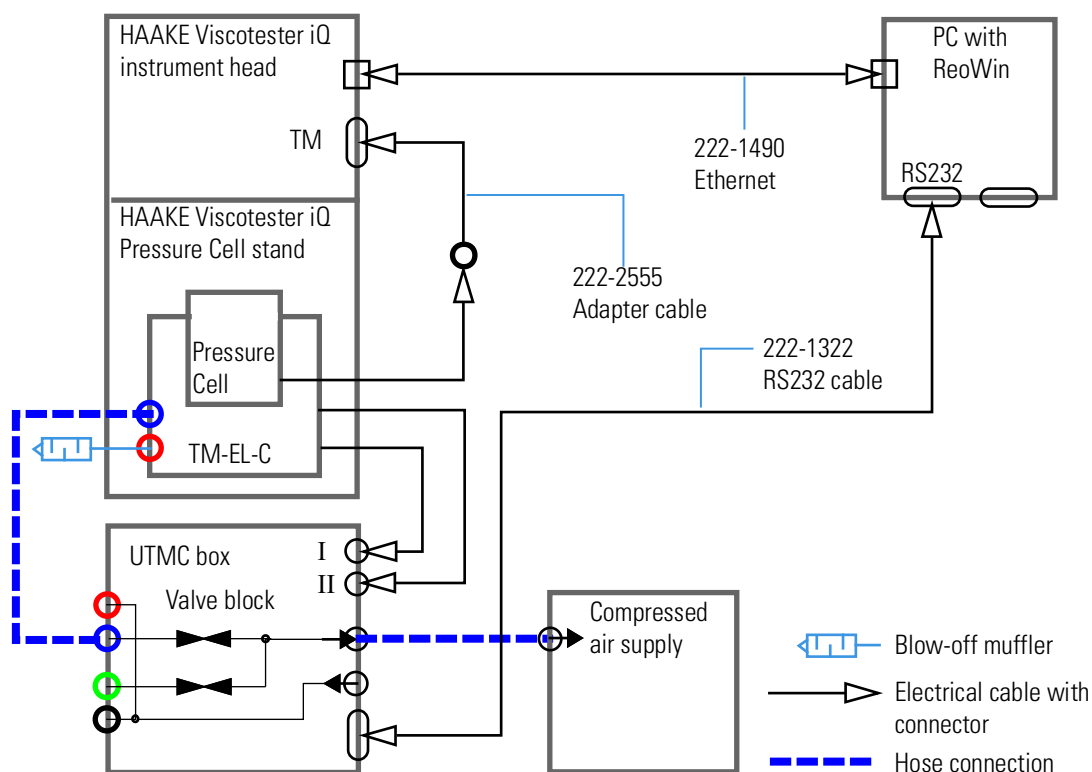 HAAKE Viscotester iQ
instrument head
TM
PC with
ReoWin
RS232
222-1490
Ethernet
HAAKE Viscotester iQ
Pressure Cell stand
222-2555
Adapter cable
Pressure
Cell
222-1322
RS232 cable
TM-EL-C
UTMC box
I
II
Valve block
Compressed
air supply
Blow-off muffler
Electrical cable with
connector
Hose connection